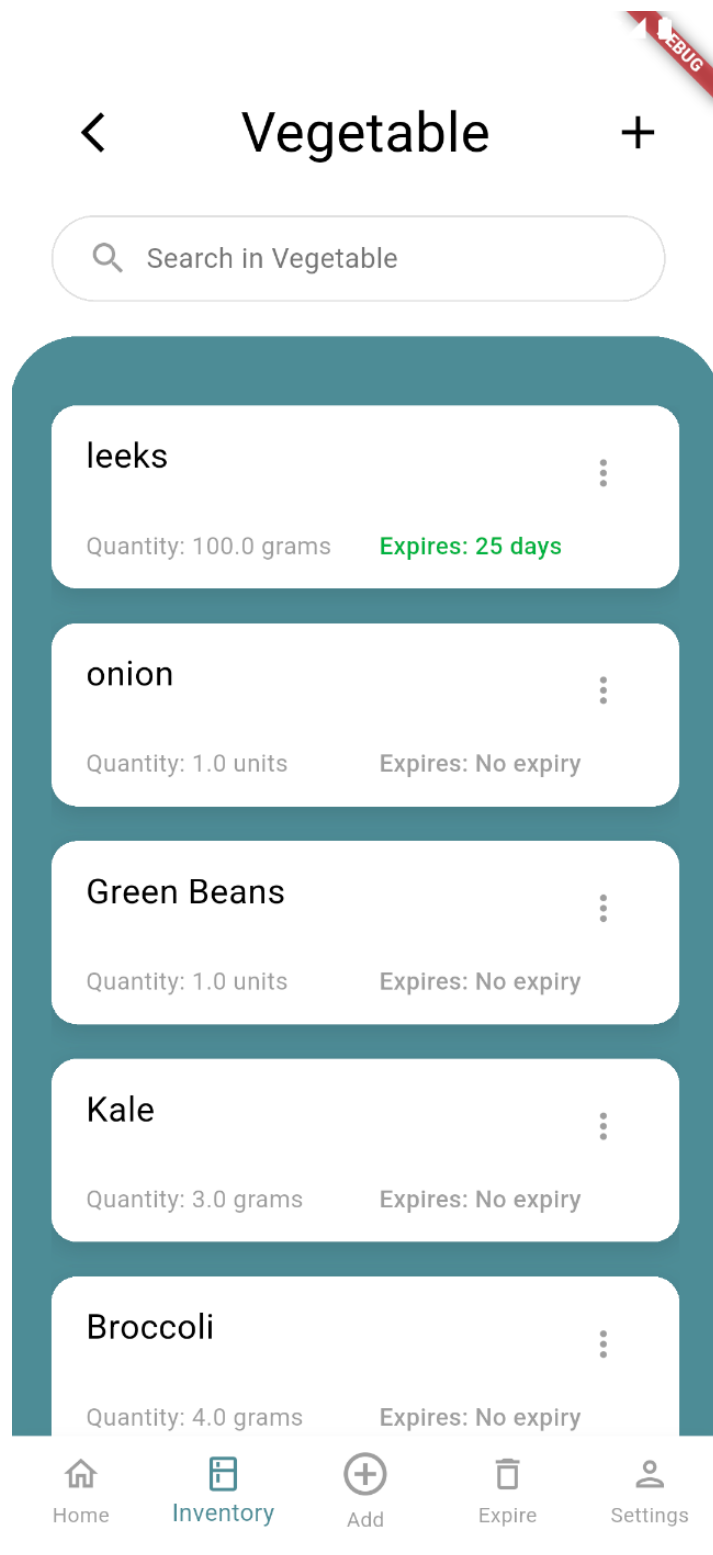 DEBUG
Vegetable
Search in Vegetable
leeks
Quantity: 100.0 grams Expires: 25 days
onion
Quantity: 1.0 units Expires: No expiry
Green Beans
Quantity: 1.0 units Expires: No expiry
Kale
Quantity: 3.0 grams Expires: No expiry
Broccoli
Quantity: 4.0 grams Expires: No expiry
Home Inventory Add Expire Settings